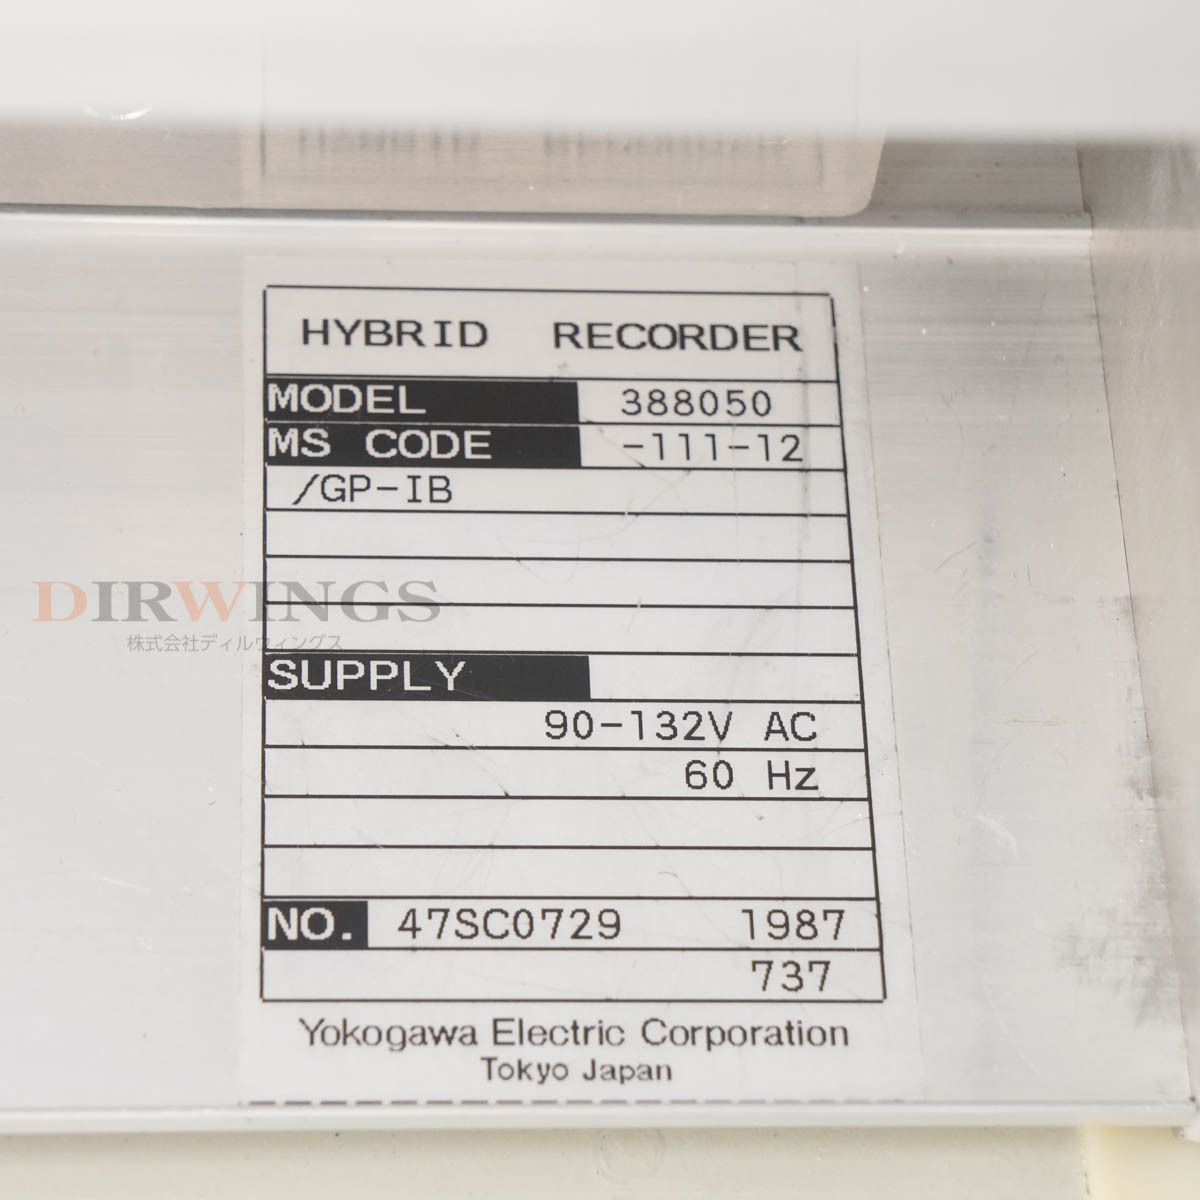 HYBRID RECORDER
MODEL 388050
MS CODE -111-12
/GP-IB
DIRWINGS
株式会社ディルウィングス
SUPPLY
90-132V AC
60 Hz
NO. 47SC0729 1987
737
Yokogawa Electric Corporation
Tokyo Japan